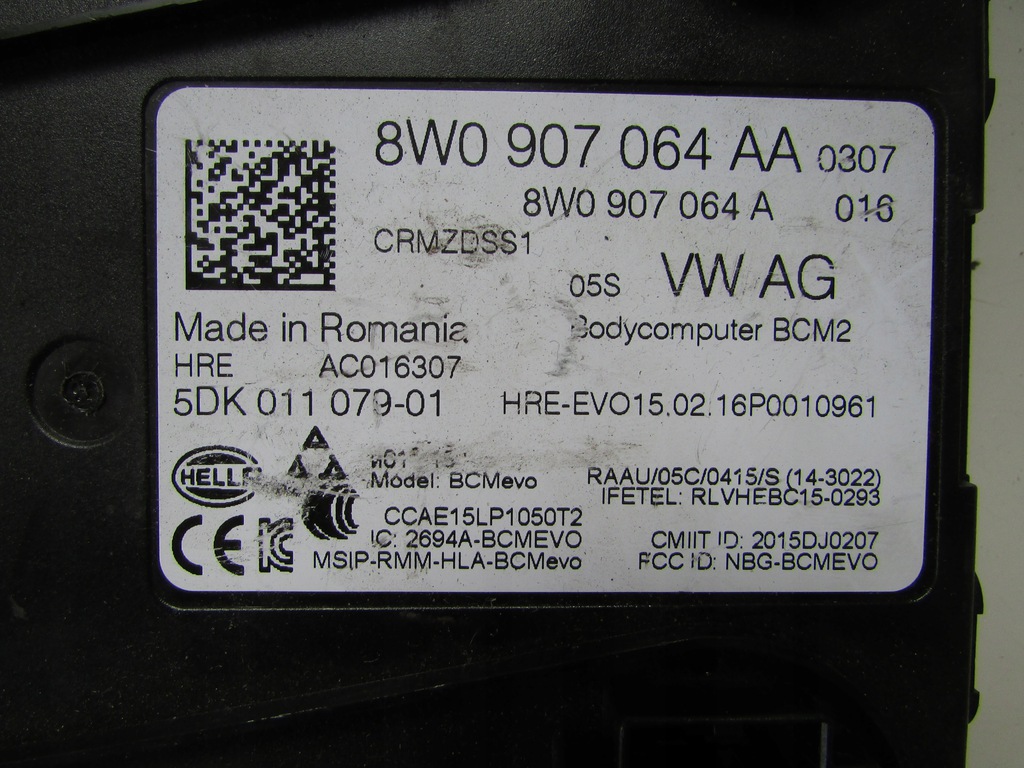 8W0 907 064 AA 0307
8W0 907 064 A 016
CRMZDSS1
05S VW AG
Made in Romania Bodycomputer BCM2
HRE AC016307
5DK 011 079-01 HRE-EVO15.02.16P0010961
HELLA
Model: BCMevo RAAU/05C/0415/S (14-3022)
IFETEL: RLVHEBC15-0293
CCAE15LP1050T2
CE IC: 2694A-BCMEVO CMIIT ID: 2015DJ0207
MSIP-RMM-HLA-BCMevo FCC ID: NBG-BCMEVO